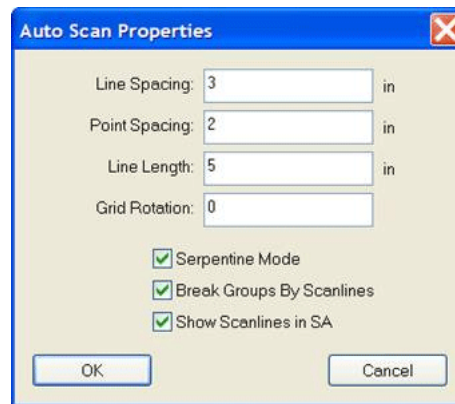 Auto Scan Properties
Line Spacing: 3 in
Point Spacing: 2 in
Line Length: 5 in
Grid Rotation: 0
Serpentine Mode
Break Groups By Scanlines
Show Scanlines in SA
OK Cancel